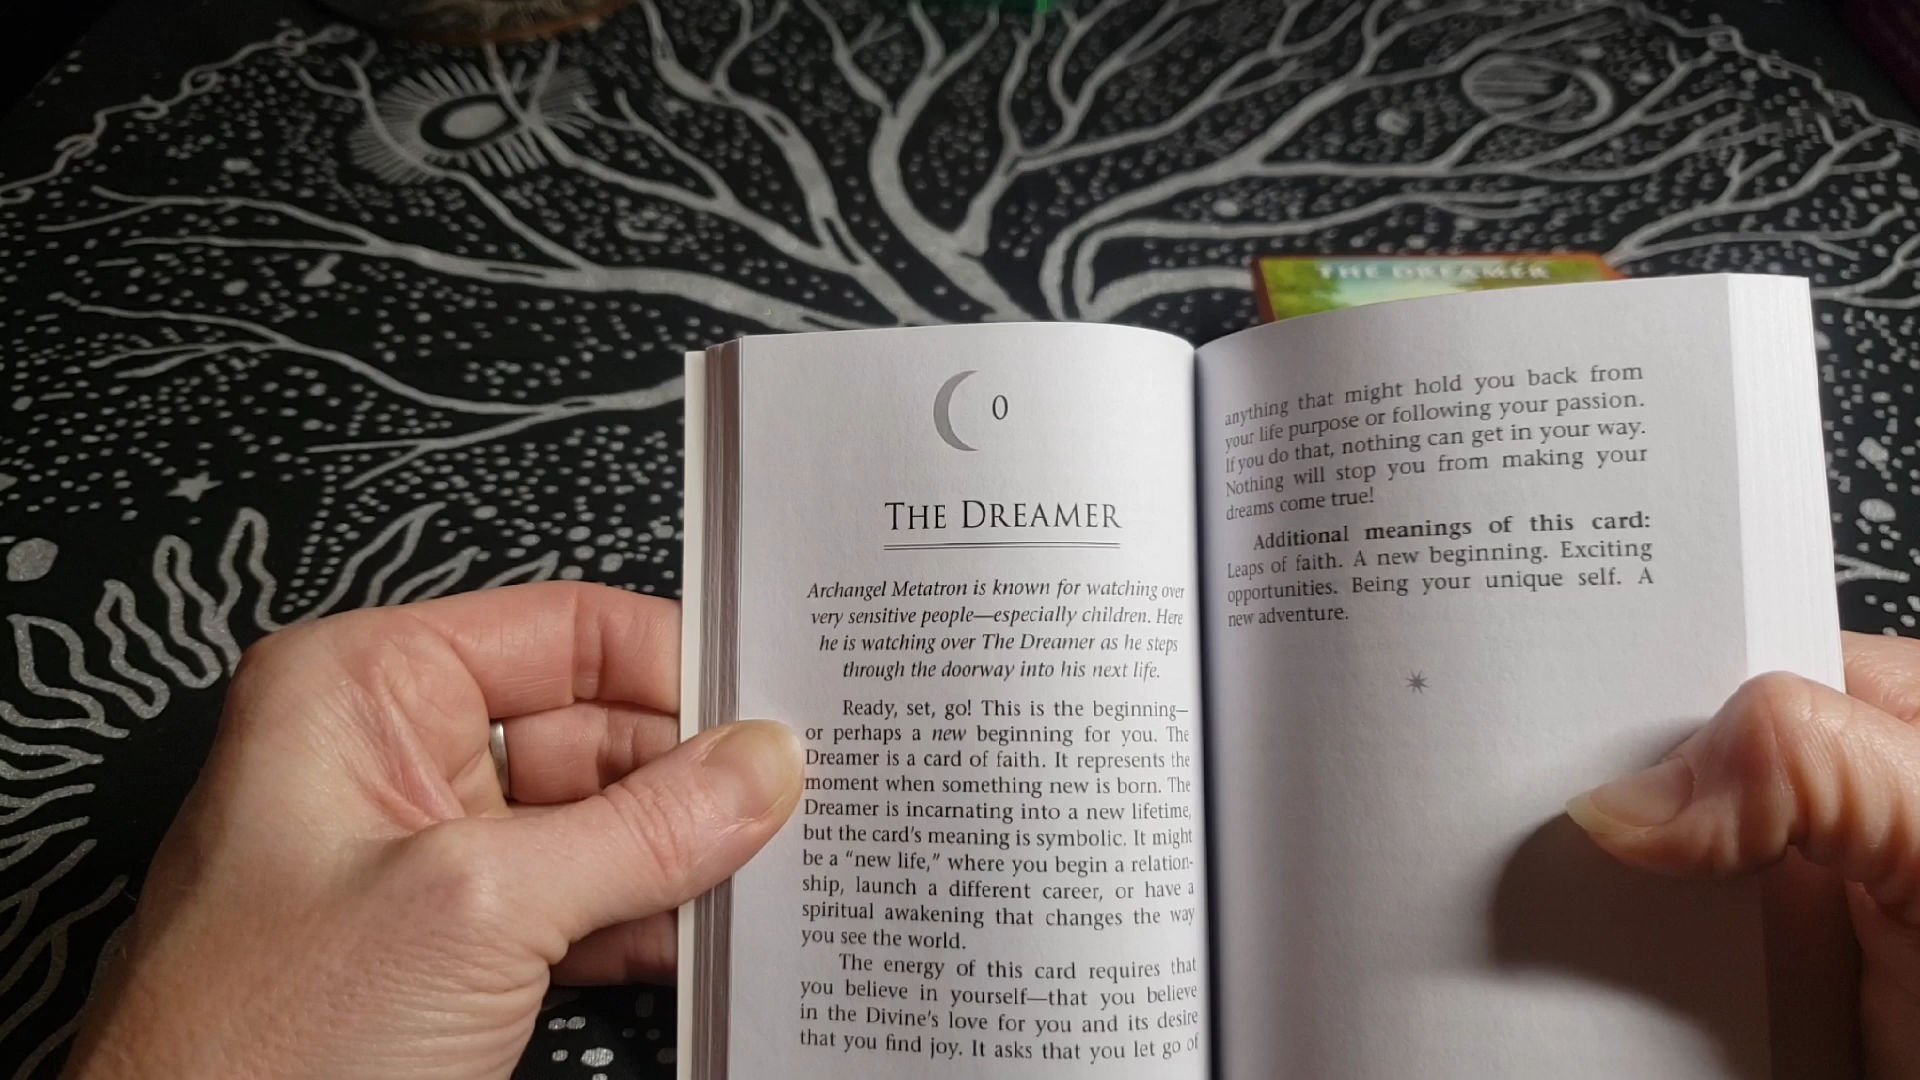 THE DREAMER
0
THE DREAMER
Archangel Metatron is known for watching over
very sensitive people—especially children. Here
he is watching over The Dreamer as he steps
through the doorway into his next life.
Ready, set, go! This is the beginning—
or perhaps a new beginning for you. The
Dreamer is a card of faith. It represents the
moment when something new is born. The
Dreamer is incarnating into a new lifetime,
but the card's meaning is symbolic. It might
be a “new life,” where you begin a relation-
ship, launch a different career, or have a
spiritual awakening that changes the way
you see the world.
The energy of this card requires that
you believe in yourself—that you believe
in the Divine's love for you and its desire
that you find joy. It asks that you let go of
anything that might hold you back from
your life purpose or following your passion.
If you do that, nothing can get in your way.
Nothing will stop you from making your
dreams come true!
Additional meanings of this card:
Leaps of faith. A new beginning. Exciting
opportunities. Being your unique self. A
new adventure.